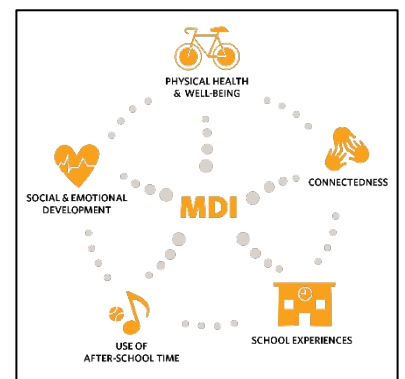 PHYSICAL HEALTH
& WELL-BEING
CONNECTEDNESS
SOCIAL & EMOTIONAL
DEVELOPMENT
MDI
USE OF
AFTER-SCHOOL TIME
SCHOOL EXPERIENCES